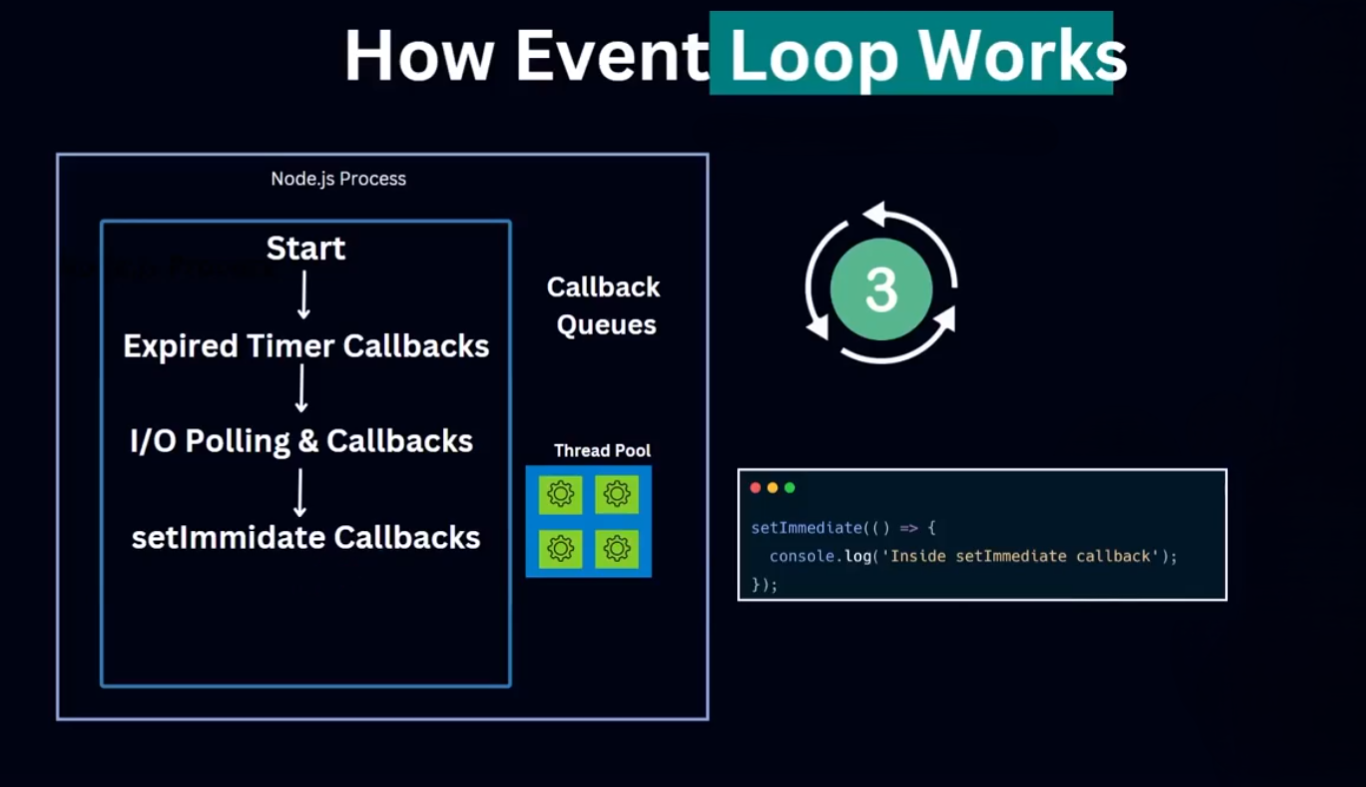 How Event Loop Works
Node.js Process
Start
Expired Timer Callbacks
I/O Polling & Callbacks
setImmidate Callbacks
Callback
Queues
Thread Pool
3
setImmediate(() => {
  console.log('Inside setImmediate callback');
});